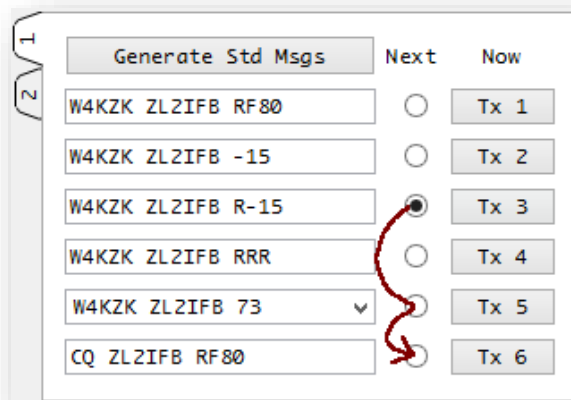 1
2
Generate Std Msgs Next Now
W4KZK ZL2IFB RF80 Tx 1
W4KZK ZL2IFB -15 Tx 2
W4KZK ZL2IFB R-15 Tx 3
W4KZK ZL2IFB RRR Tx 4
W4KZK ZL2IFB 73 Tx 5
CQ ZL2IFB RF80 Tx 6